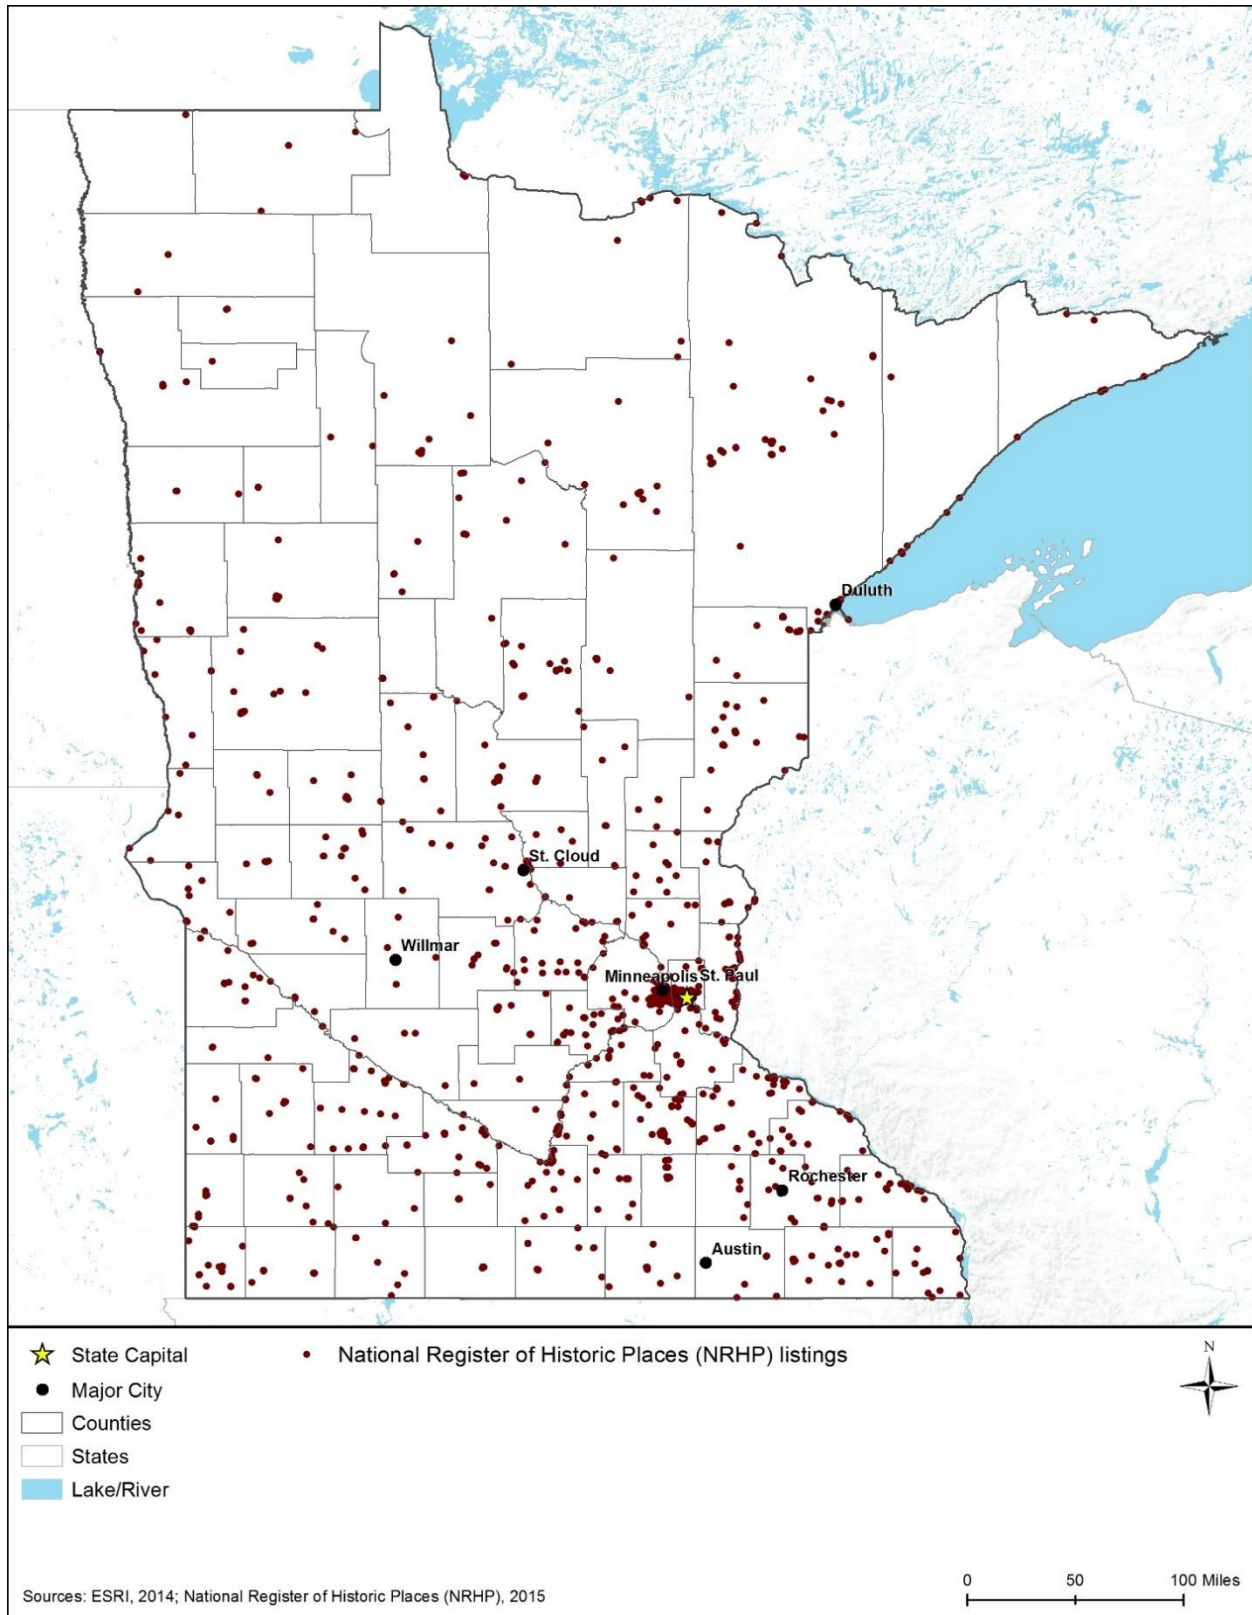 Duluth
St. Cloud
Willmar
Minneapolis St. Paul
Rochester
Austin
State Capital
National Register of Historic Places (NRHP) listings
Major City
Counties
States
Lake/River
N
Sources: ESRI, 2014; National Register of Historic Places (NRHP), 2015
0 50 100 Miles